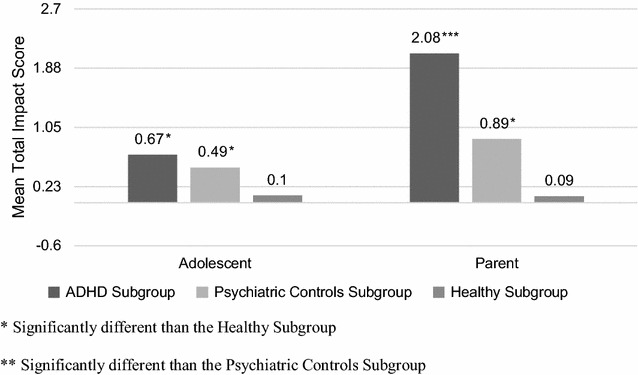 2.7
2.08***
1.88
Mean Total Impact Score
1.05
0.67*
0.49*
0.89*
0.23
0.1
0.09
-0.6
Adolescent Parent
ADHD Subgroup Psychiatric Controls Subgroup Healthy Subgroup
* Significantly different than the Healthy Subgroup
** Significantly different than the Psychiatric Controls Subgroup